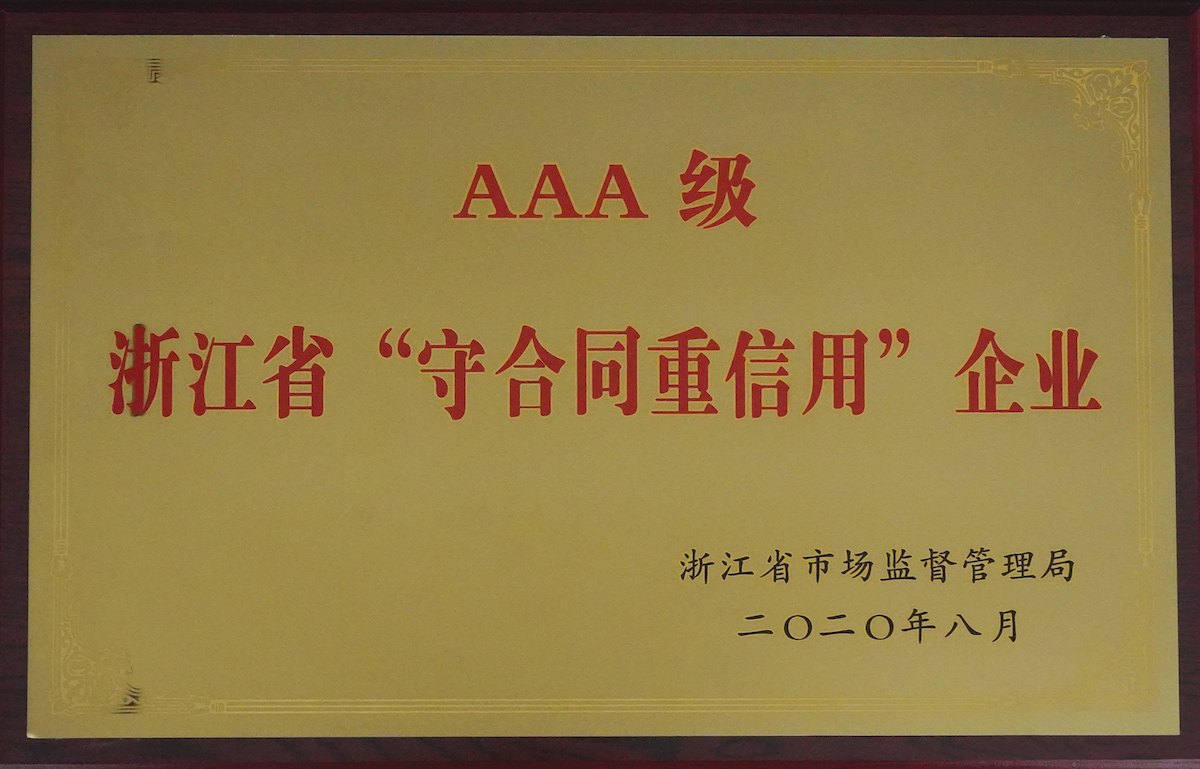 AAA 级
浙江省“守合同重信用”企业
浙江省市场监督管理局
二〇二〇年八月